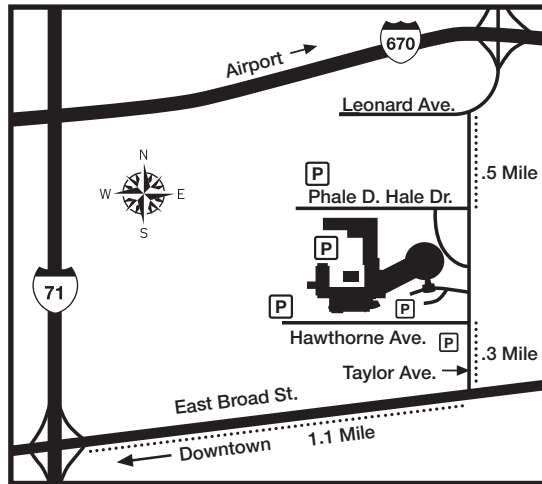 670
Airport
Leonard Ave.
.5 Mile
N
W E
S
P
Phale D. Hale Dr.
P
71
P
P
Hawthorne Ave.
P
.3 Mile
Taylor Ave.
East Broad St.
1.1 Mile
Downtown